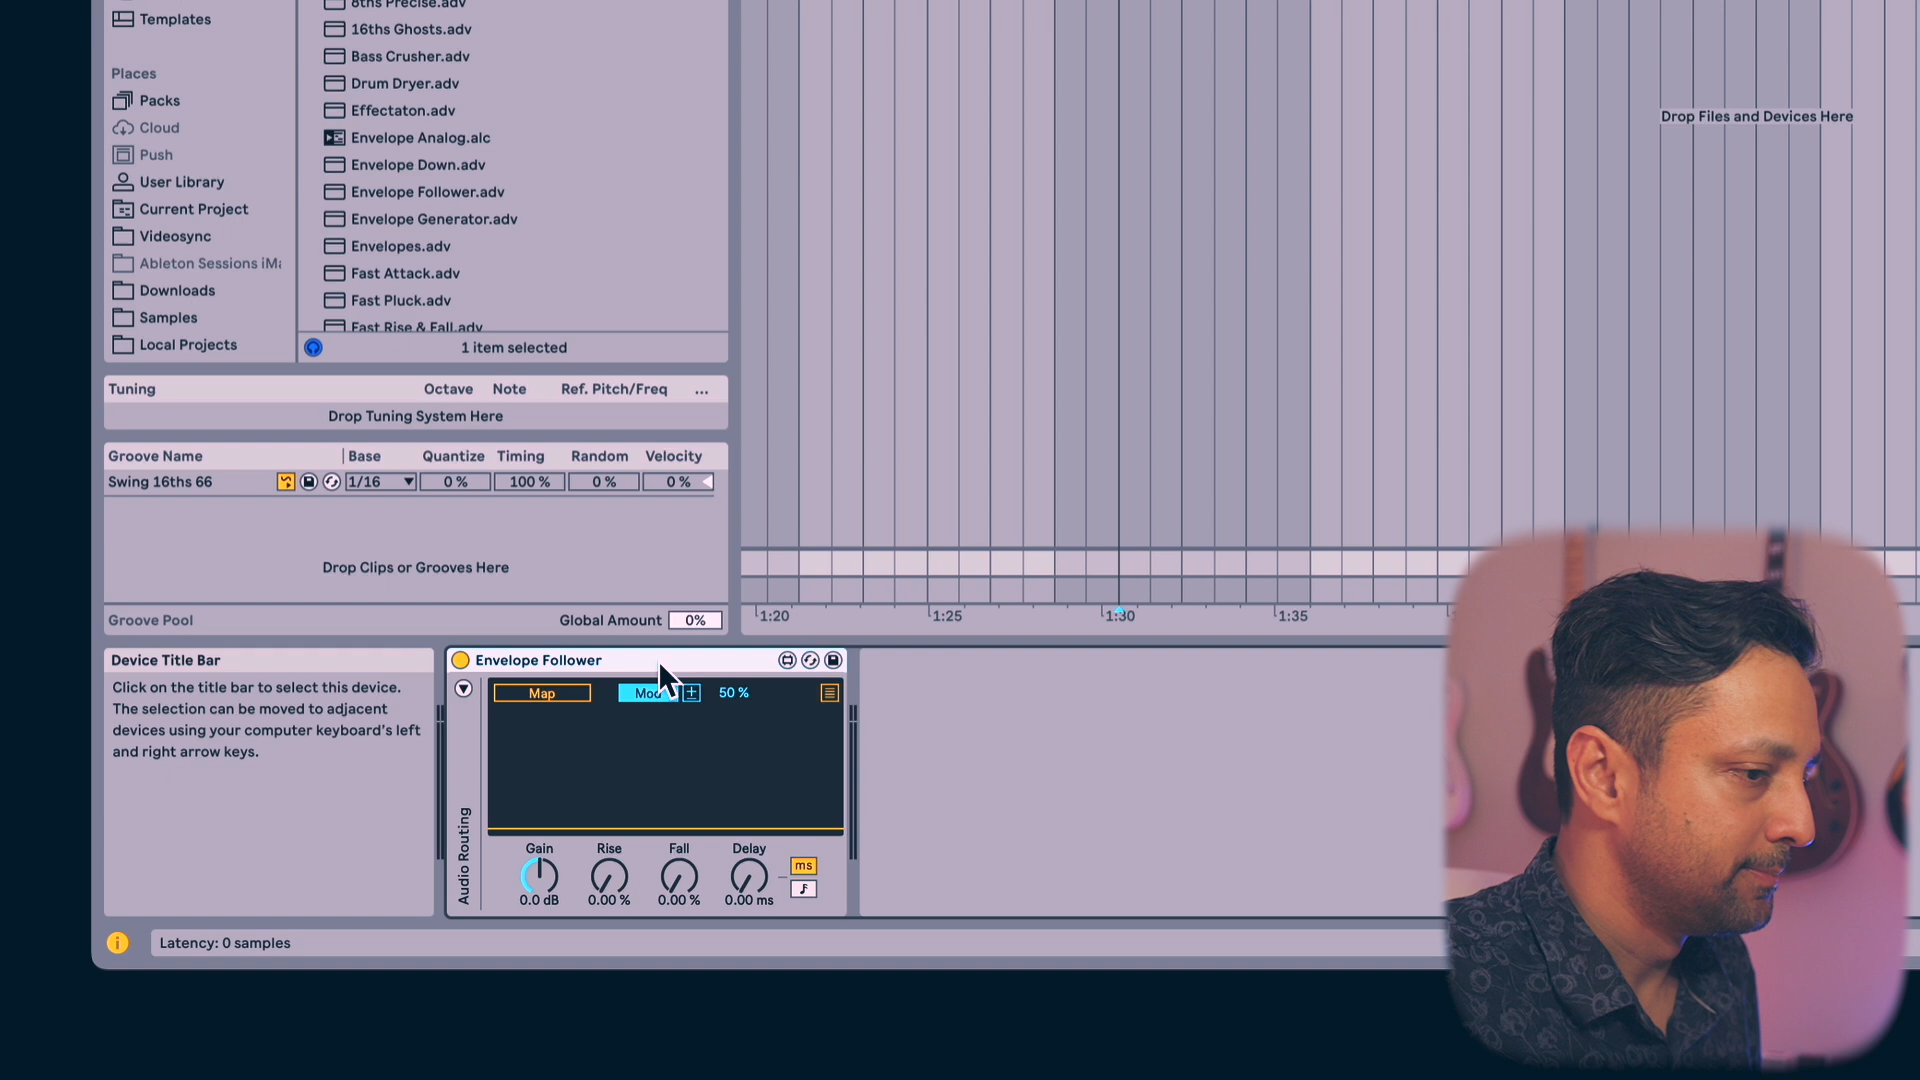 Templates
Places
Packs
Cloud
Push
User Library
Current Project
Videosync
Ableton Sessions iMa
Downloads
Samples
Local Projects
8ths Precise.adv
16ths Ghosts.adv
Bass Crusher.adv
Drum Dryer.adv
Effectaton.adv
Envelope Analog.alc
Envelope Down.adv
Envelope Follower.adv
Envelope Generator.adv
Envelopes.adv
Fast Attack.adv
Fast Pluck.adv
Fast Rise & Fall.adv
1 item selected
Drop Files and Devices Here
Tuning Octave Note Ref. Pitch/Freq ...
Drop Tuning System Here
Groove Name Base Quantize Timing Random Velocity
Swing 16ths 66 1/16 0 % 100 % 0 % 0 %
Drop Clips or Grooves Here
Groove Pool Global Amount 0%
1:20 1:25 1:30 1:35
Device Title Bar
Click on the title bar to select this device.
The selection can be moved to adjacent
devices using your computer keyboard's left
and right arrow keys.
Envelope Follower
Map Mod 50 %
Audio Routing
Gain Rise Fall Delay
ms
0.0 dB 0.00 % 0.00 % 0.00 ms
Latency: 0 samples